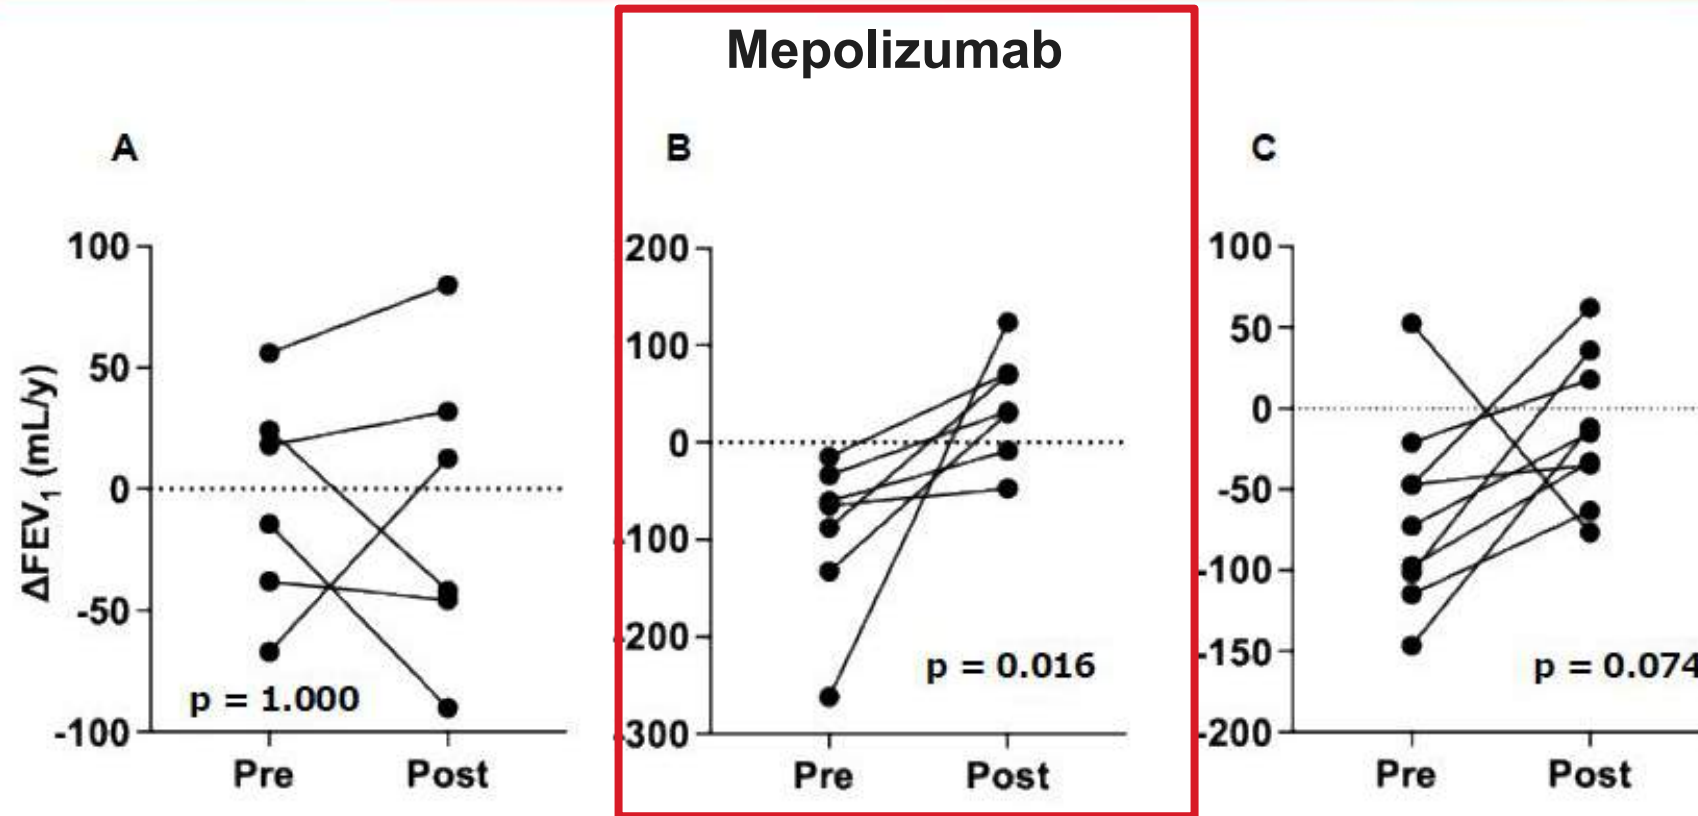 Mepolizumab
A
B
C
ΔFEV1 (mL/y)
100
50
0
-50
-100
p = 1.000
Pre
Post
200
100
0
-100
-200
-300
p = 0.016
Pre
Post
100
50
0
-50
-100
-150
-200
p = 0.074
Pre
Post